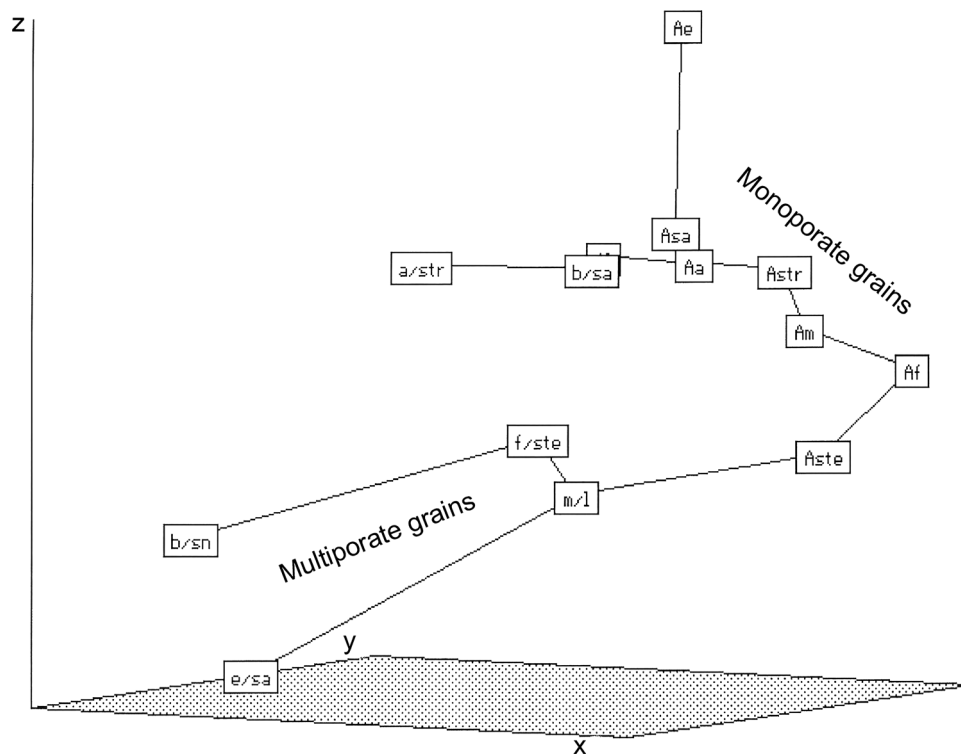 z
Ae
Monoporate grains
Asa
a/str
b/sa
Aa
Astr
Am
Af
f/ste
Aste
m/l
b/sn
Multiporate grains
y
e/sa
x